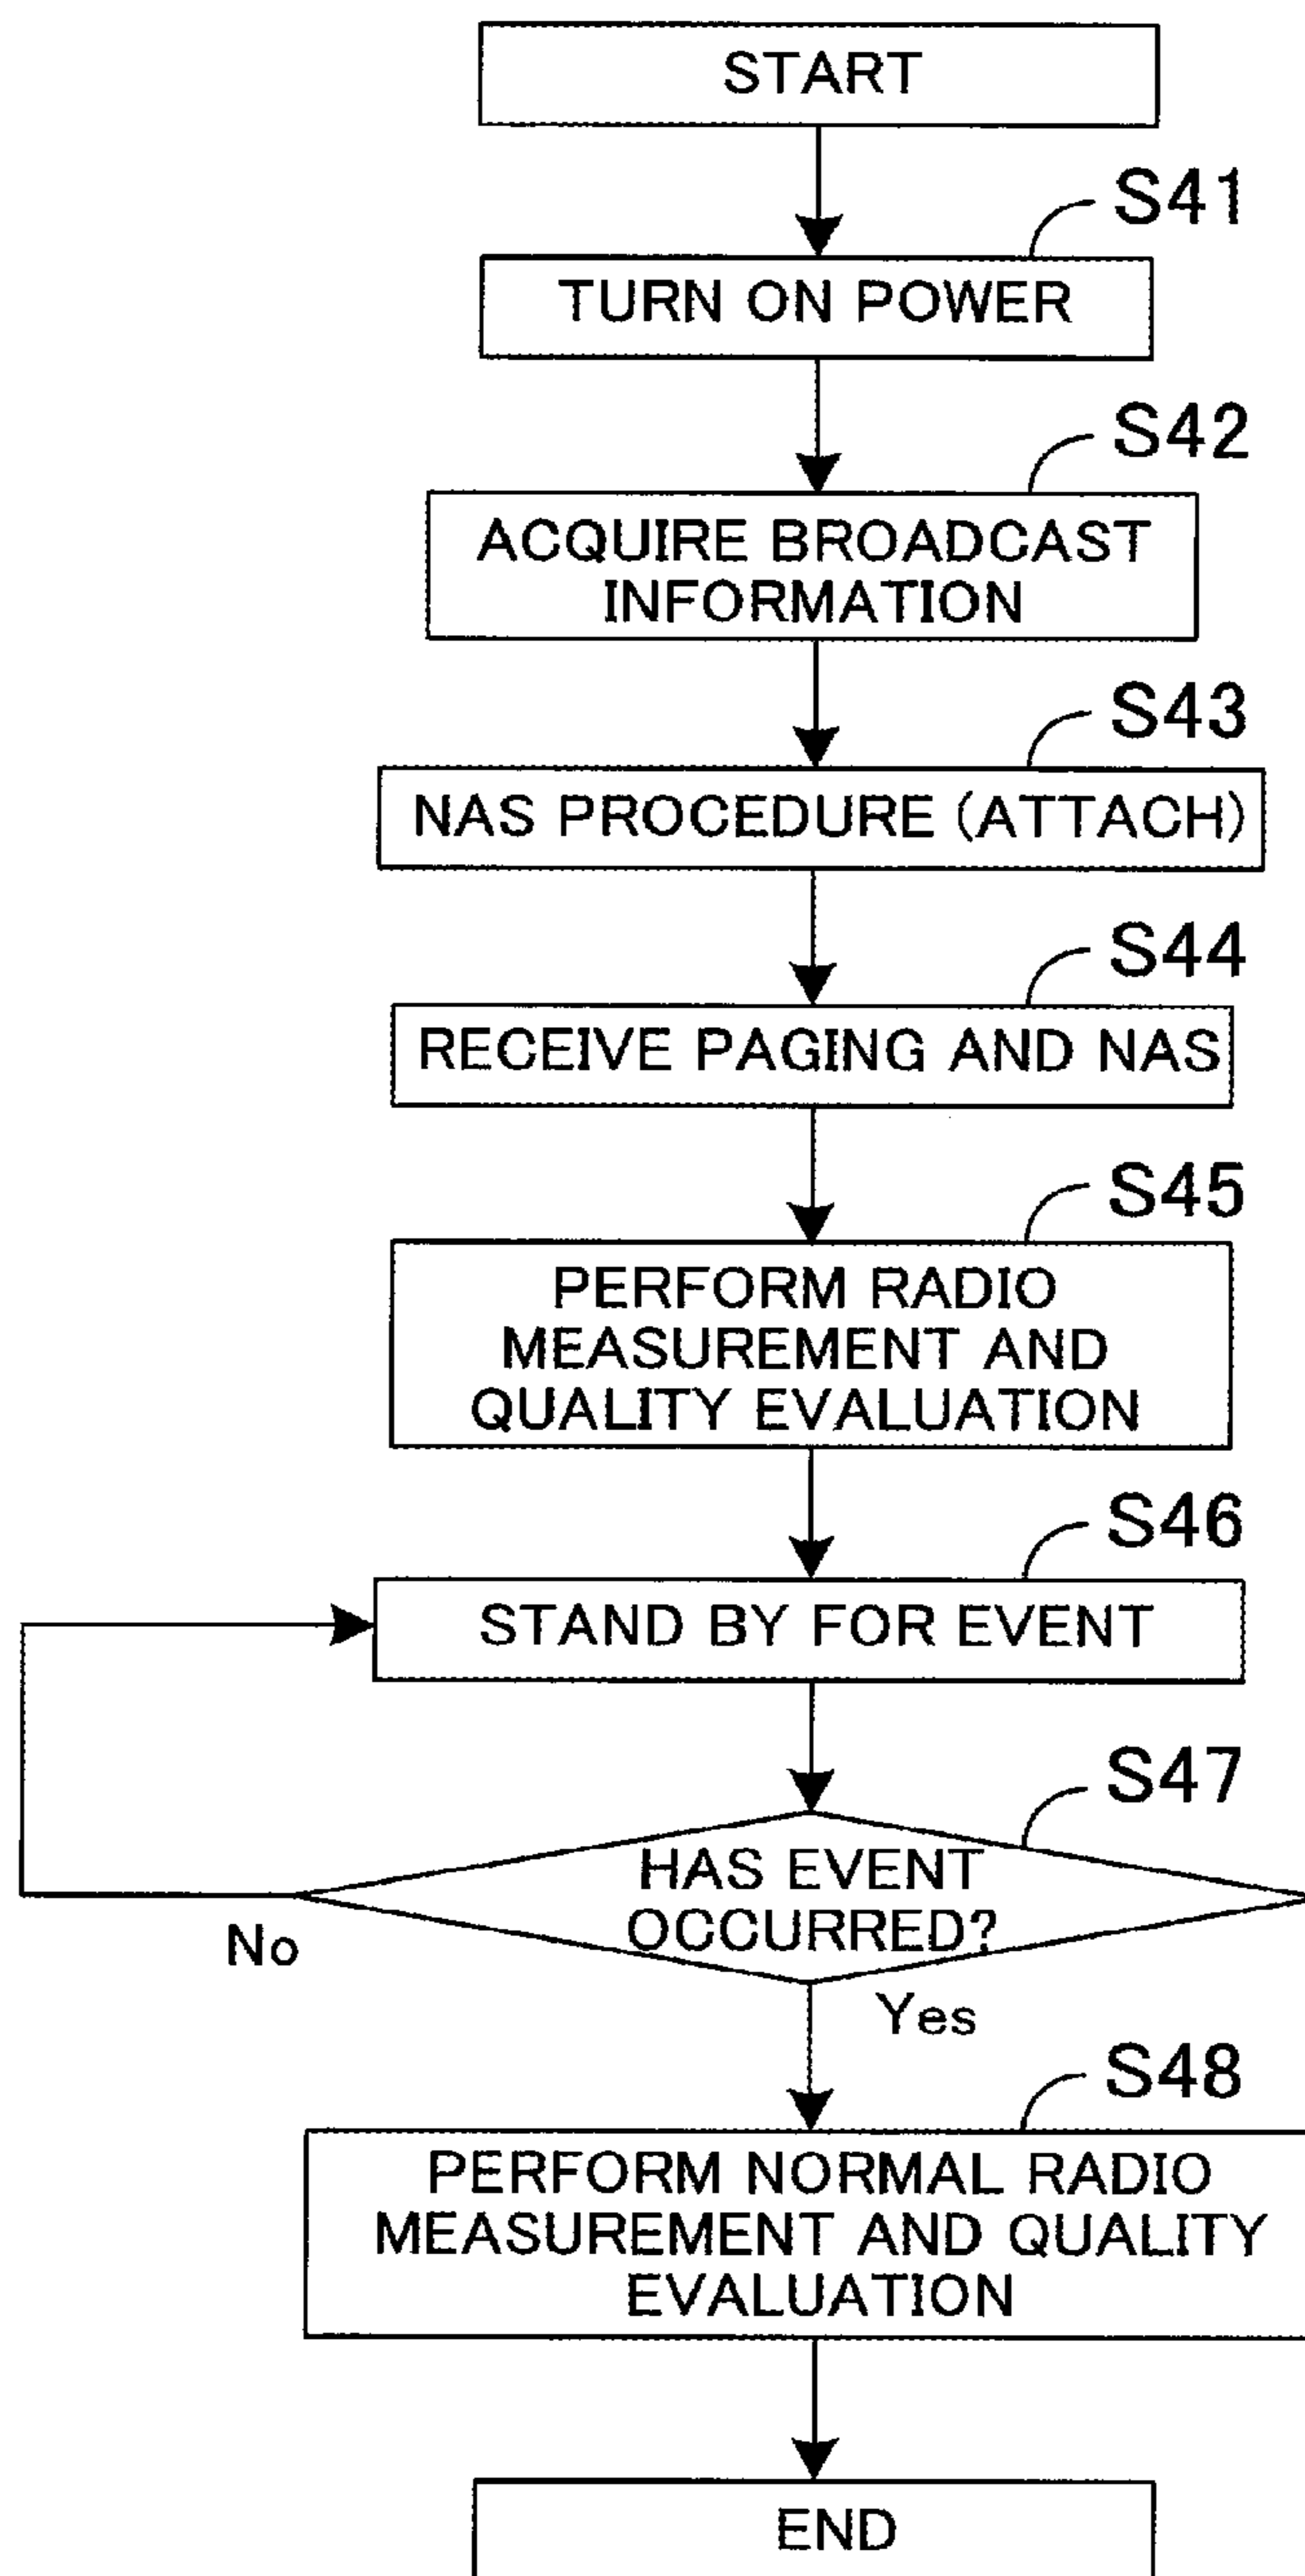 START
S41
TURN ON POWER
S42
ACQUIRE BROADCAST
INFORMATION
S43
NAS PROCEDURE (ATTACH)
S44
RECEIVE PAGING AND NAS
S45
PERFORM RADIO
MEASUREMENT AND
QUALITY EVALUATION
S46
STAND BY FOR EVENT
S47
HAS EVENT
OCCURRED?
No
Yes
S48
PERFORM NORMAL RADIO
MEASUREMENT AND QUALITY
EVALUATION
END